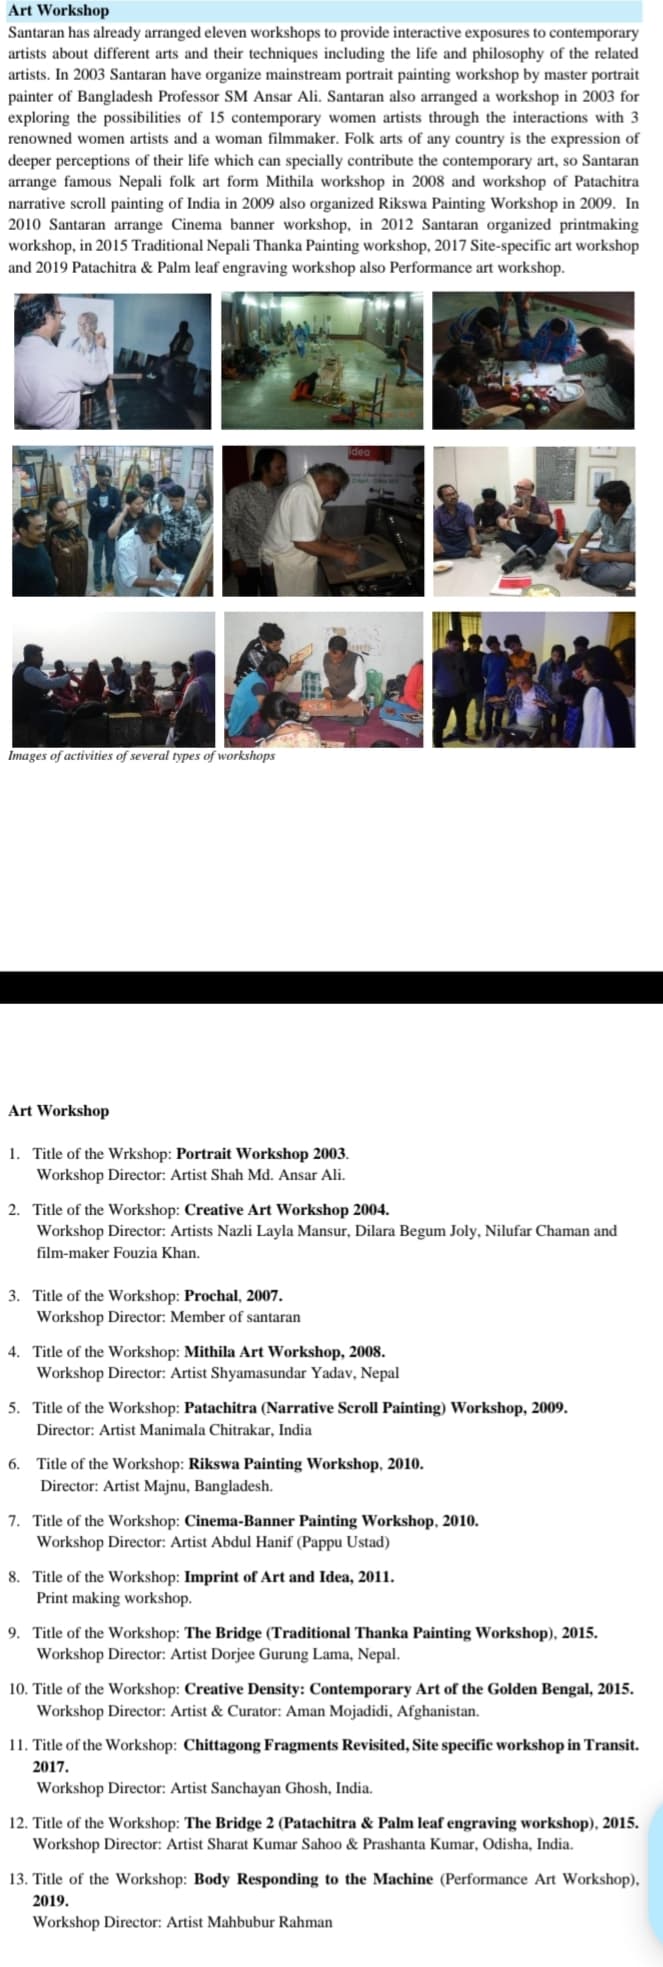 Art Workshop
Santaran has already arranged eleven workshops to provide interactive exposures to contemporary
artists about different arts and their techniques including the life and philosophy of the related
artists. In 2003 Santaran have organize mainstream portrait painting workshop by master portrait
painter of Bangladesh Professor SM Ansar Ali. Santaran also arranged a workshop in 2003 for
exploring the possibilities of 15 contemporary women artists through the interactions with 3
renowned women artists and a woman filmmaker. Folk arts of any country is the expression of
deeper perceptions of their life which can specially contribute the contemporary art, so Santaran
arrange famous Nepali folk art form Mithila workshop in 2008 and workshop of Patachitra
narrative scroll painting of India in 2009 also organized Rikswa Painting Workshop in 2009. In
2010 Santaran arrange Cinema banner workshop, in 2012 Santaran organized printmaking
workshop, in 2015 Traditional Nepali Thanka Painting workshop, 2017 Site-specific art workshop
and 2019 Patachitra & Palm leaf engraving workshop also Performance art workshop.
idea
Images of activities of several types of workshops
Art Workshop
1. Title of the Wrkshop: Portrait Workshop 2003.
Workshop Director: Artist Shah Md. Ansar Ali.
2. Title of the Workshop: Creative Art Workshop 2004.
Workshop Director: Artists Nazli Layla Mansur, Dilara Begum Joly, Nilufar Chaman and
film-maker Fouzia Khan.
3. Title of the Workshop: Prochal, 2007.
Workshop Director: Member of santaran
4. Title of the Workshop: Mithila Art Workshop, 2008.
Workshop Director: Artist Shyamasundar Yadav, Nepal
5. Title of the Workshop: Patachitra (Narrative Scroll Painting) Workshop, 2009.
Director: Artist Manimala Chitrakar, India
6. Title of the Workshop: Rikswa Painting Workshop, 2010.
Director: Artist Majnu, Bangladesh.
7. Title of the Workshop: Cinema-Banner Painting Workshop, 2010.
Workshop Director: Artist Abdul Hanif (Pappu Ustad)
8. Title of the Workshop: Imprint of Art and Idea, 2011.
Print making workshop.
9. Title of the Workshop: The Bridge (Traditional Thanka Painting Workshop), 2015.
Workshop Director: Artist Dorjee Gurung Lama, Nepal.
10. Title of the Workshop: Creative Density: Contemporary Art of the Golden Bengal, 2015.
Workshop Director: Artist & Curator: Aman Mojadidi, Afghanistan.
11. Title of the Workshop: Chittagong Fragments Revisited, Site specific workshop in Transit.
2017.
Workshop Director: Artist Sanchayan Ghosh, India.
12. Title of the Workshop: The Bridge 2 (Patachitra & Palm leaf engraving workshop), 2015.
Workshop Director: Artist Sharat Kumar Sahoo & Prashanta Kumar, Odisha, India.
13. Title of the Workshop: Body Responding to the Machine (Performance Art Workshop),
2019.
Workshop Director: Artist Mahbubur Rahman